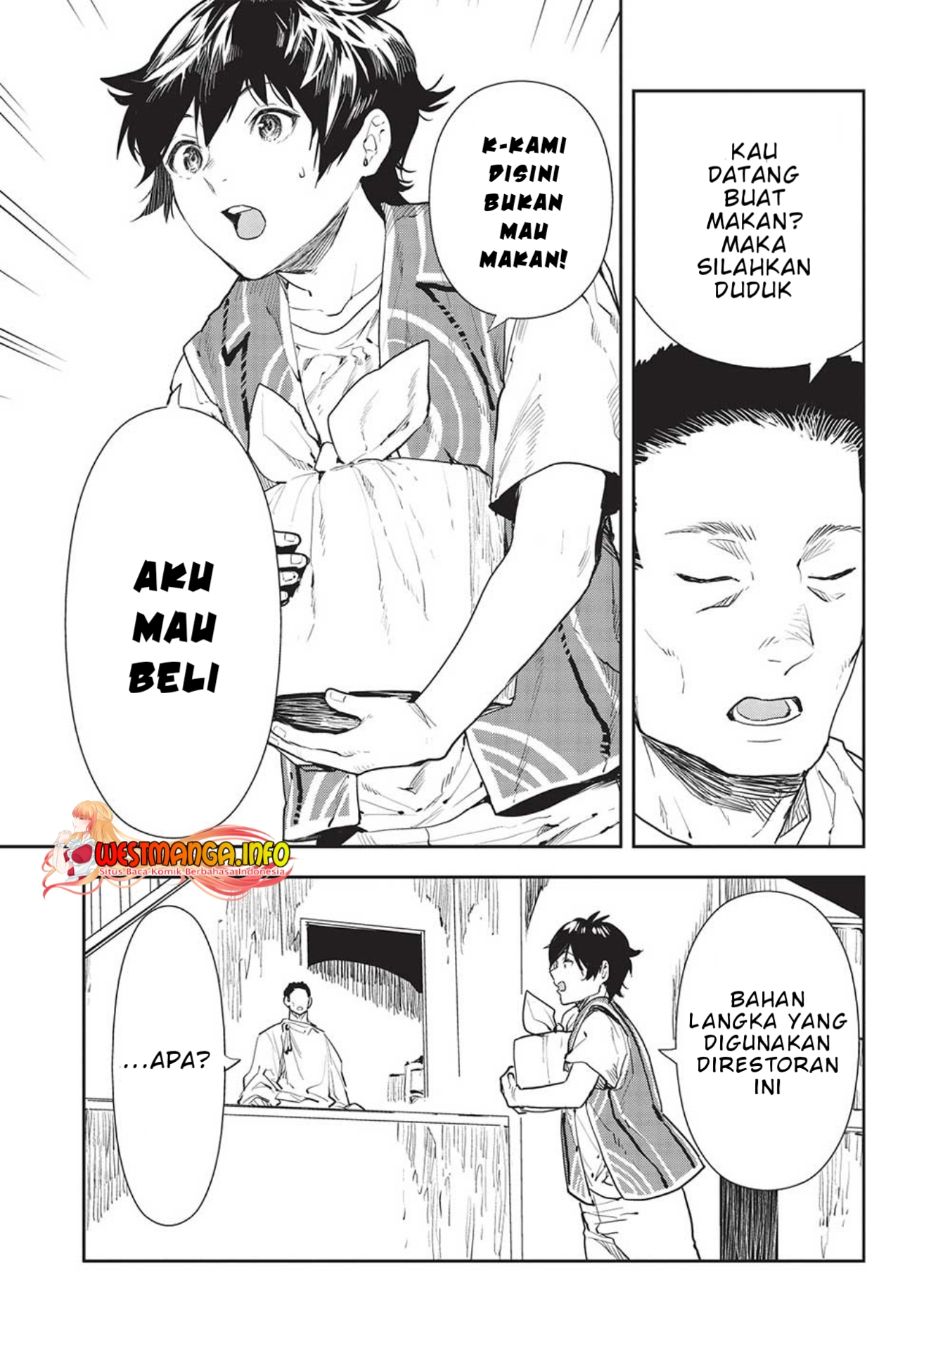 KAU
DATANG
BUAT
MAKAN?
MAKA
SILAHKAN
DUDUK
K-KAMI
DISINI
BUKAN
MAU
MAKAN!
AKU
MAU
BELI
WESTMANGA.INFO
Situs Baca Komik Berbahasa Indonesia
BAHAN
LANGKA YANG
DIGUNAKAN
DIRESTORAN
INI
...APA?